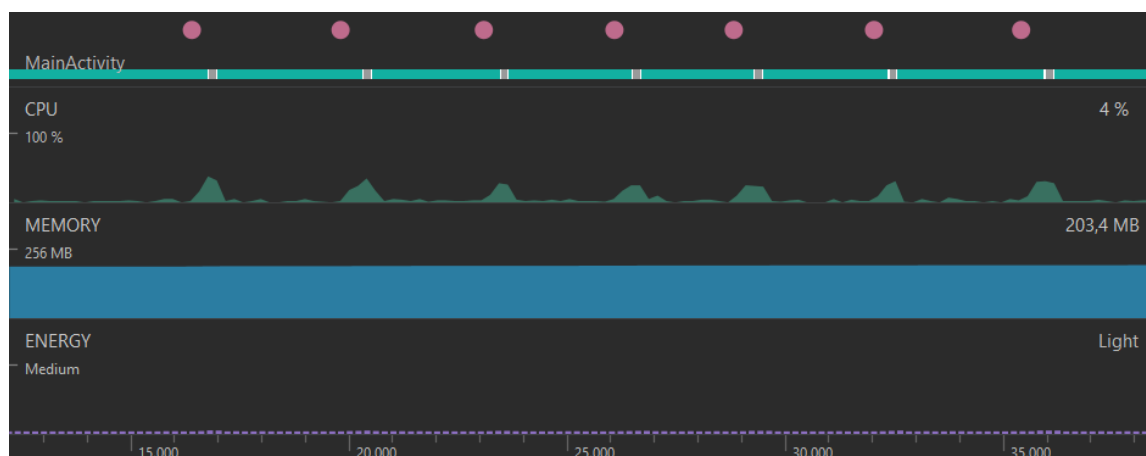 MainActivity
CPU 4 %
100 %
MEMORY 203,4 MB
256 MB
ENERGY Light
Medium
15.000 20.000 25.000 30.000 35.000